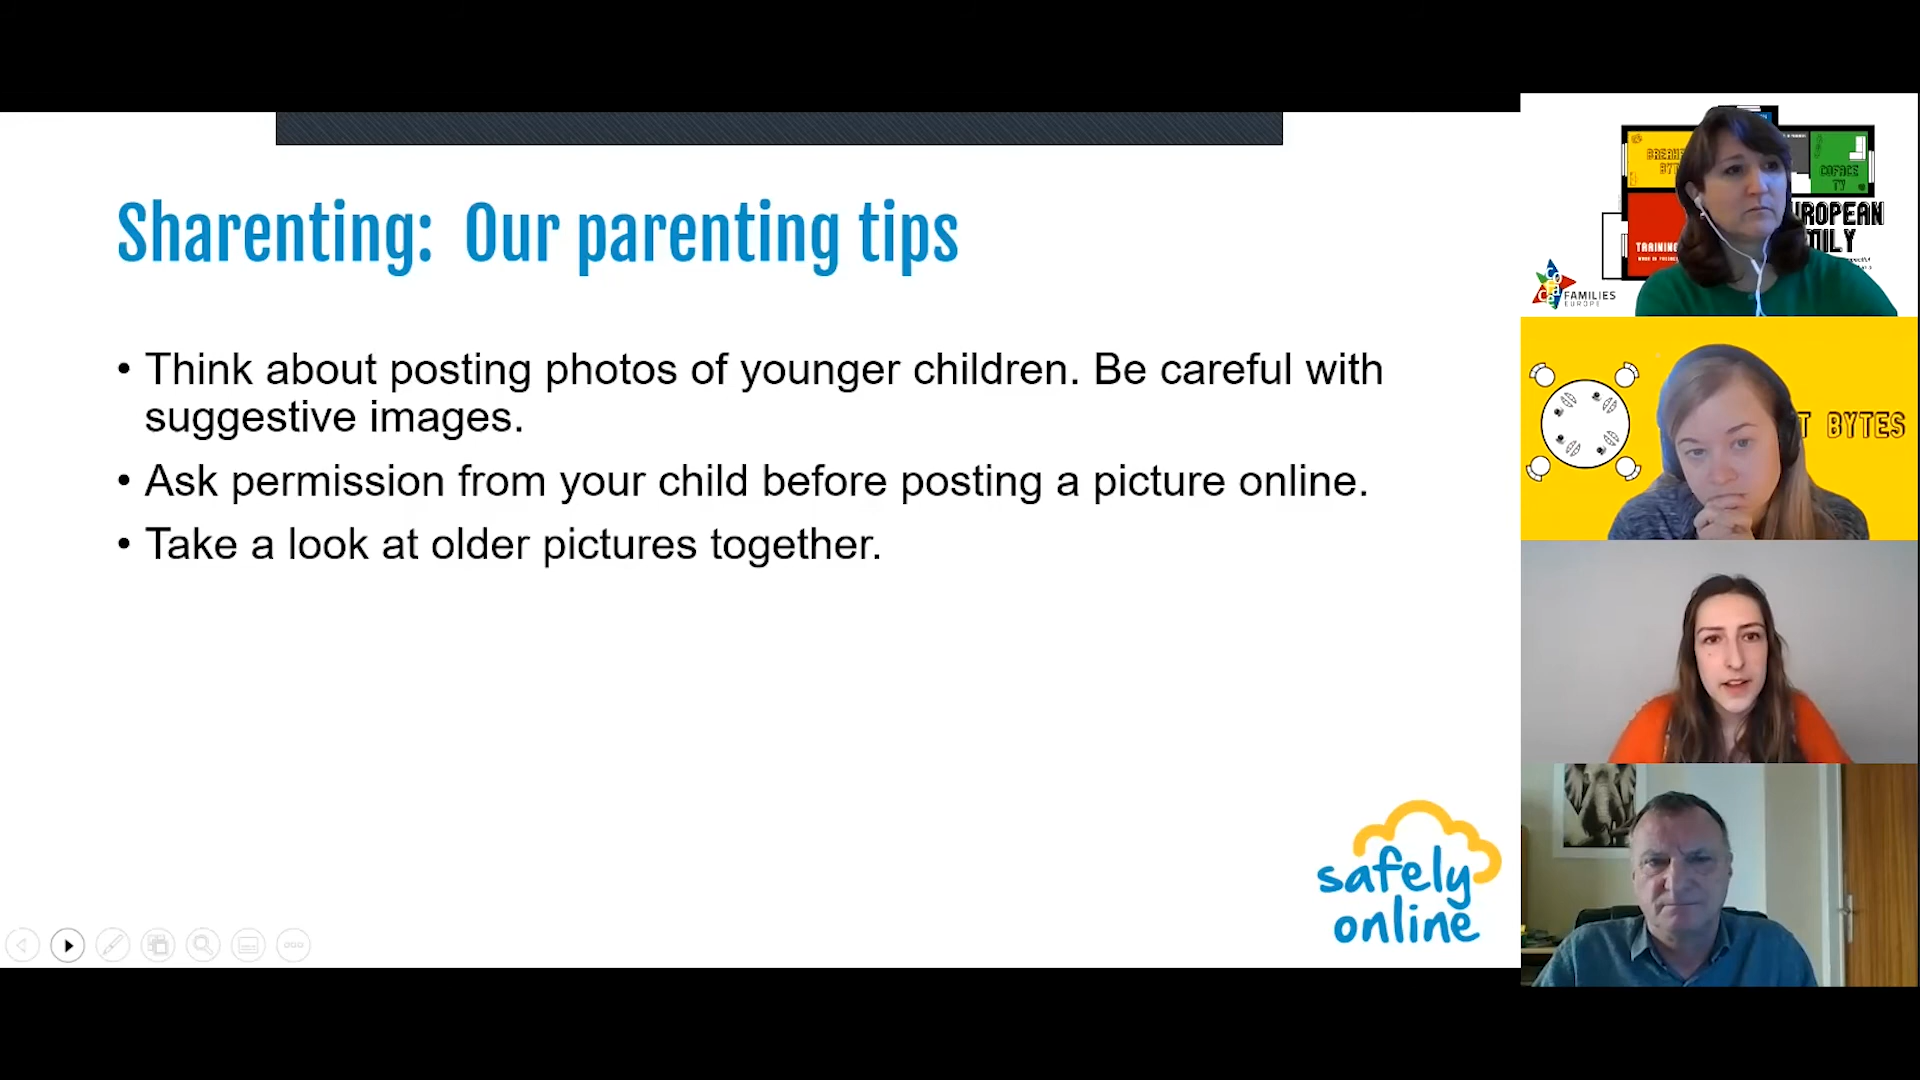 Sharenting: Our parenting tips
• Think about posting photos of younger children. Be careful with
suggestive images.
• Ask permission from your child before posting a picture online.
• Take a look at older pictures together.
safely
online
COFACE
TV
TRAINING
FAMILIES
EUROPE
BYTES